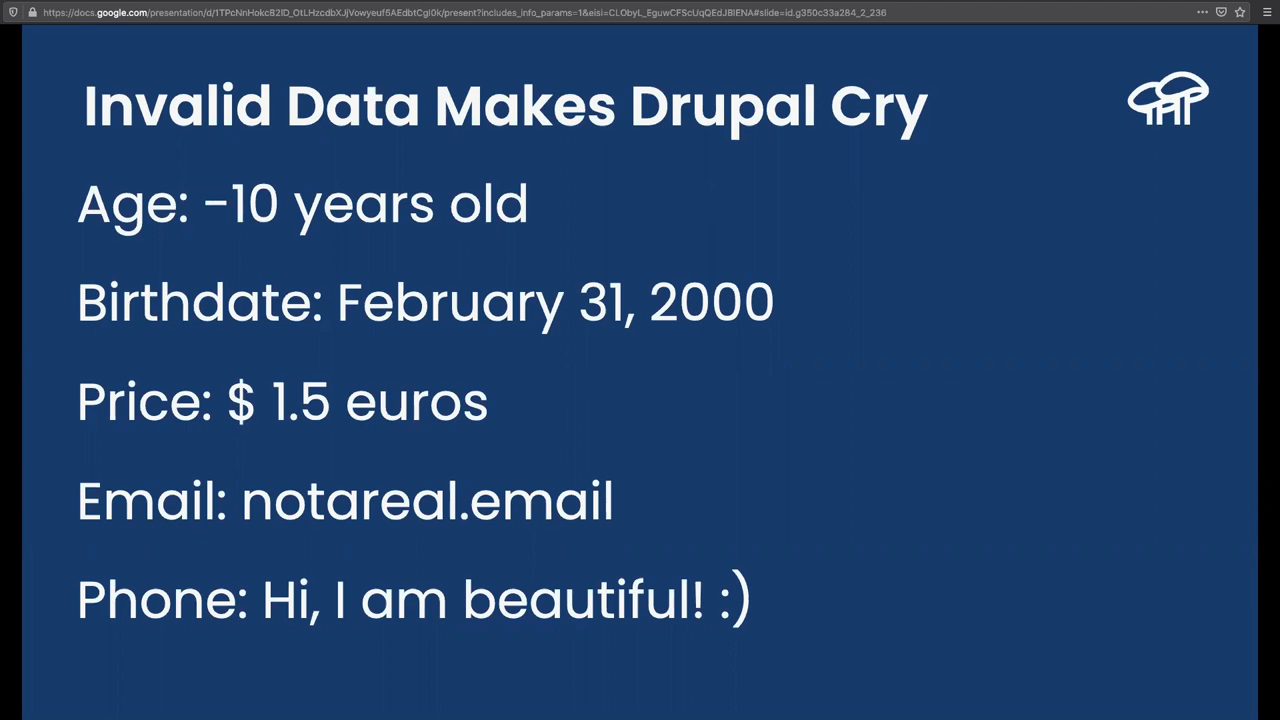 Invalid Data Makes Drupal Cry
Age: -10 years old
Birthdate: February 31, 2000
Price: $ 1.5 euros
Email: notareal.email
Phone: Hi, I am beautiful! :)